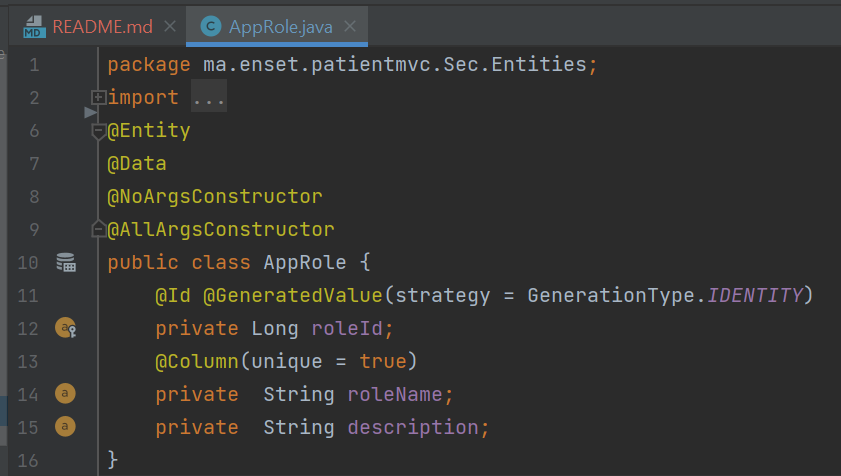 README.md AppRole.java
1 package ma.enset.patientmvc.Sec.Entities;
2 import ...
6 @Entity
7 @Data
8 @NoArgsConstructor
9 @AllArgsConstructor
10 public class AppRole {
11 @Id @GeneratedValue(strategy = GenerationType.IDENTITY)
12 private Long roleId;
13 @Column(unique = true)
14 private  String roleName;
15 private  String description;
16 }